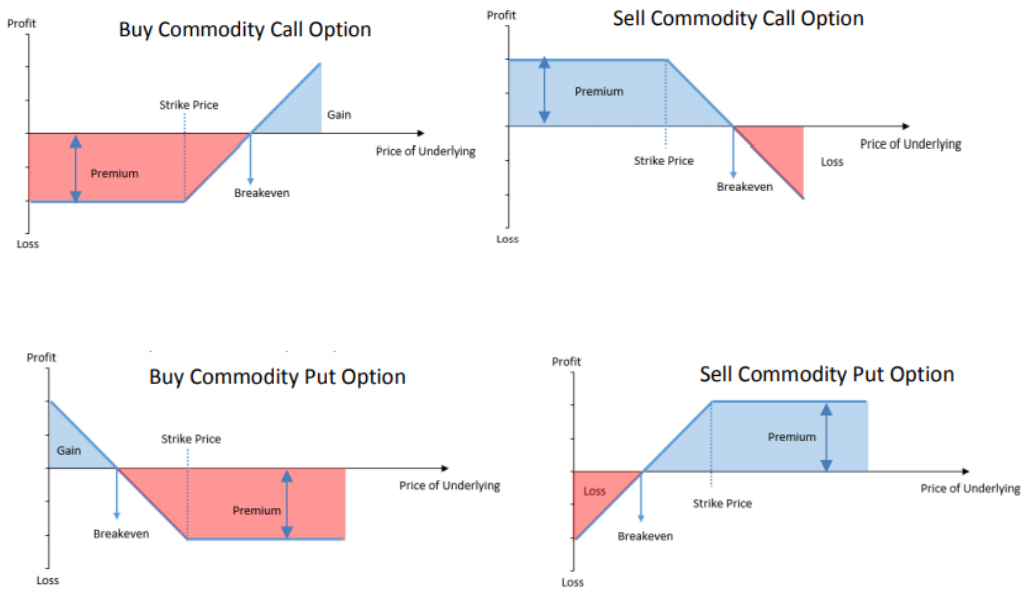 Profit
Buy Commodity Call Option
Strike Price
Gain
Price of Underlying
Premium
Breakeven
Loss
Profit
Sell Commodity Call Option
Premium
Price of Underlying
Strike Price
Loss
Breakeven
Loss
Profit
Buy Commodity Put Option
Strike Price
Gain
Price of Underlying
Premium
Breakeven
Loss
Profit
Sell Commodity Put Option
Premium
Price of Underlying
Loss
Strike Price
Breakeven
Loss